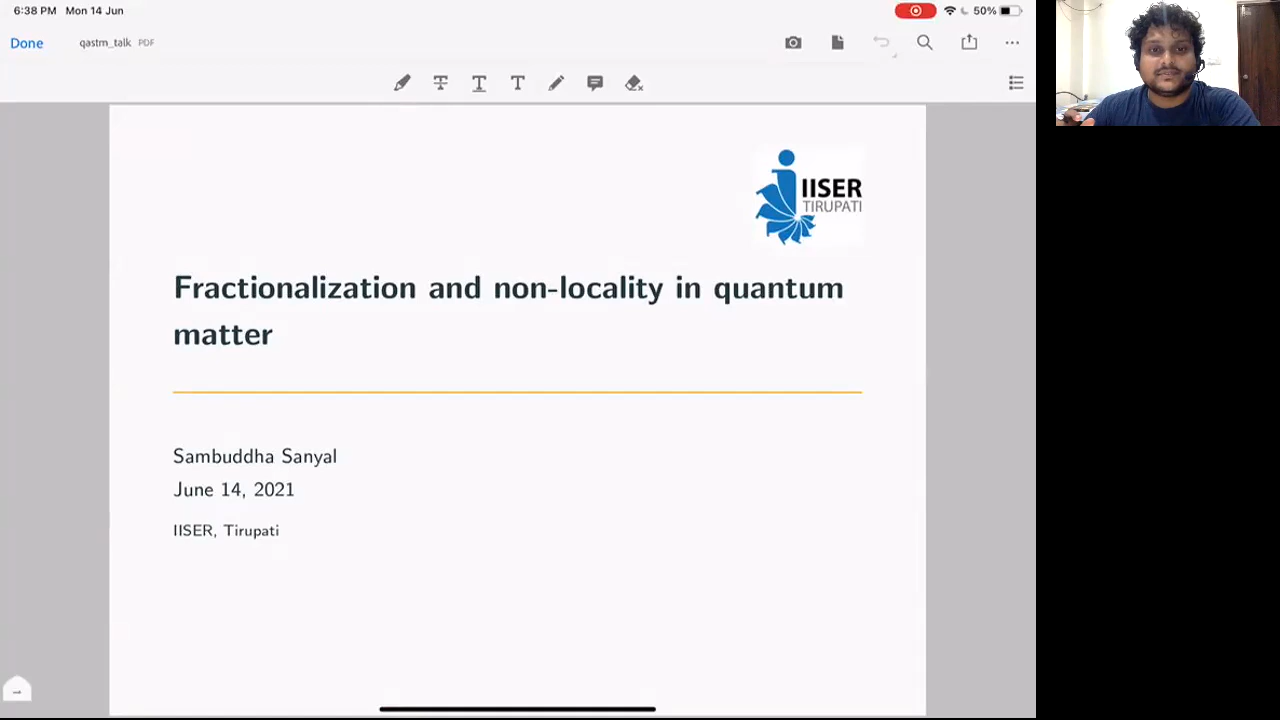 6:38 PM Mon 14 Jun
50%
Done
qastm_talk PDF
IISER
TIRUPATI
Fractionalization and non-locality in quantum
matter
Sambuddha Sanyal
June 14, 2021
IISER, Tirupati